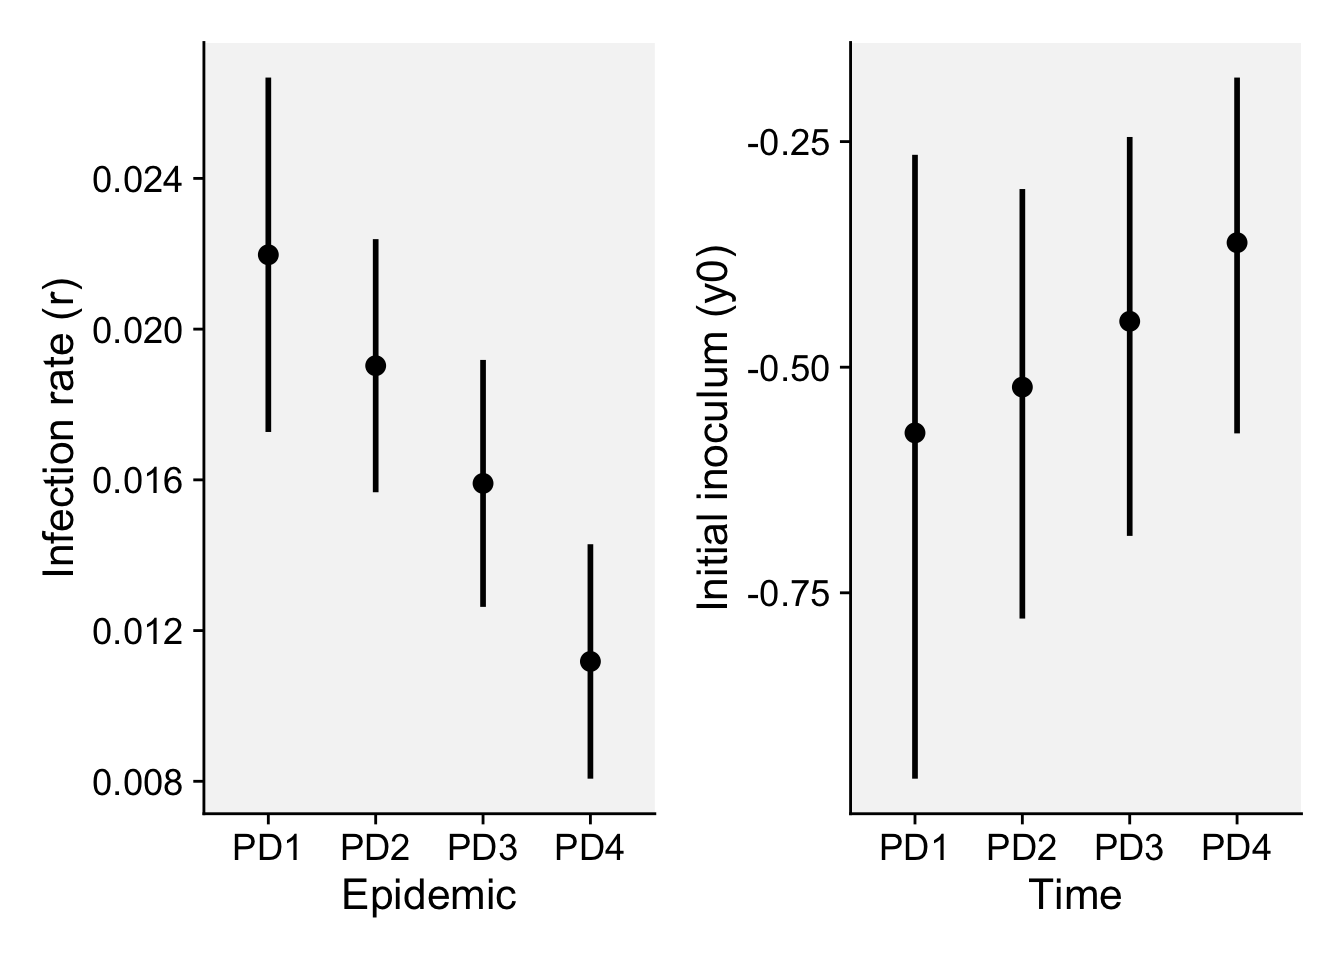 Infection rate (r)
0.024
0.020
0.016
0.012
0.008
PD1 PD2 PD3 PD4
Epidemic
Initial inoculum (y0)
-0.25
-0.50
-0.75
PD1 PD2 PD3 PD4
Time